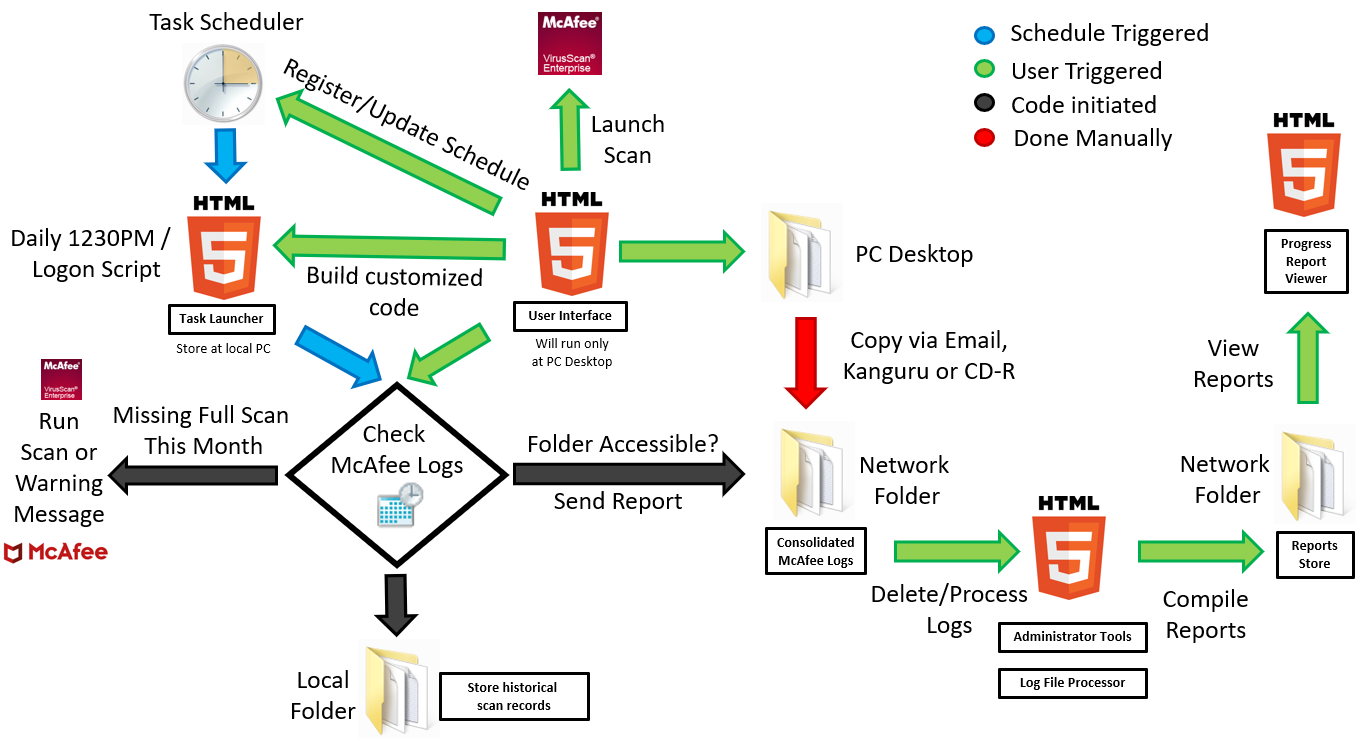 Task Scheduler
McAfee®
VirusScan®
Enterprise
Schedule Triggered
User Triggered
Code initiated
Done Manually
Register/Update Schedule
Launch
Scan
HTML
5
Daily 1230PM /
Logon Script
Task Launcher
Store at local PC
Build customized
code
HTML
5
User Interface
Will run only
at PC Desktop
PC Desktop
HTML
5
Progress
Report
Viewer
Copy via Email,
Kanguru or CD-R
View
Reports
McAfee®
VirusScan®
Enterprise
Run
Scan or
Warning
Message
McAfee
Missing Full Scan
This Month
Check
McAfee Logs
Folder Accessible?
Send Report
Network
Folder
Consolidated
McAfee Logs
Delete/Process
Logs
HTML
5
Administrator Tools
Log File Processor
Compile
Reports
Network
Folder
Reports
Store
Local
Folder
Store historical
scan records